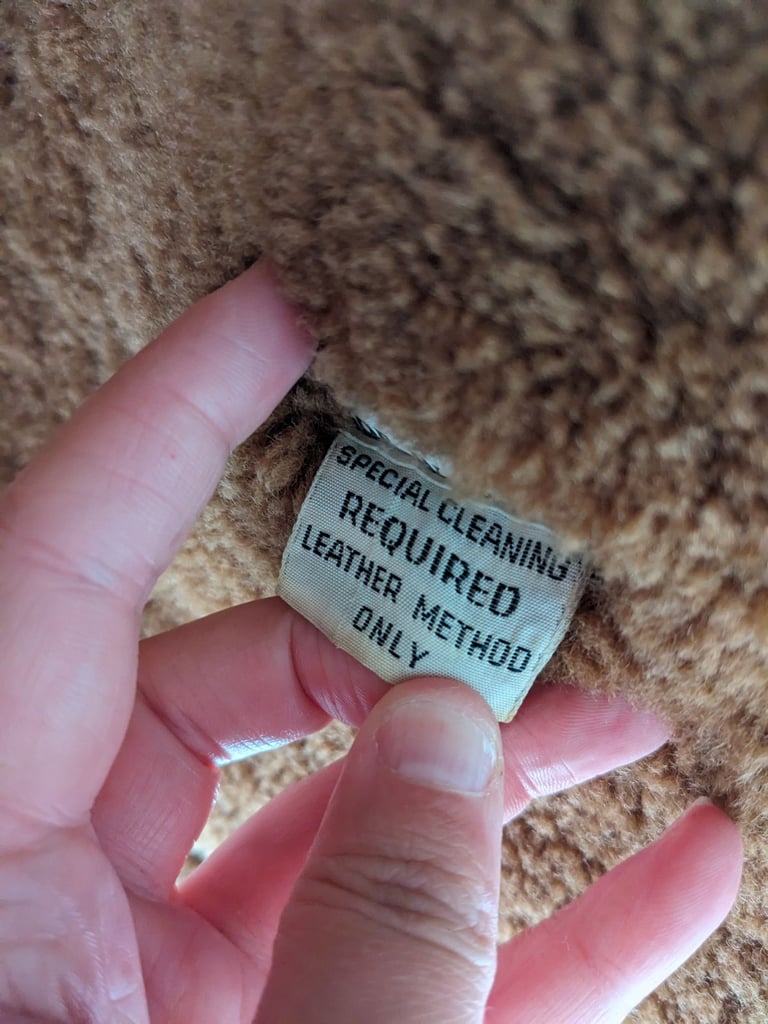 SPECIAL CLEANING
REQUIRED
LEATHER METHOD
ONLY